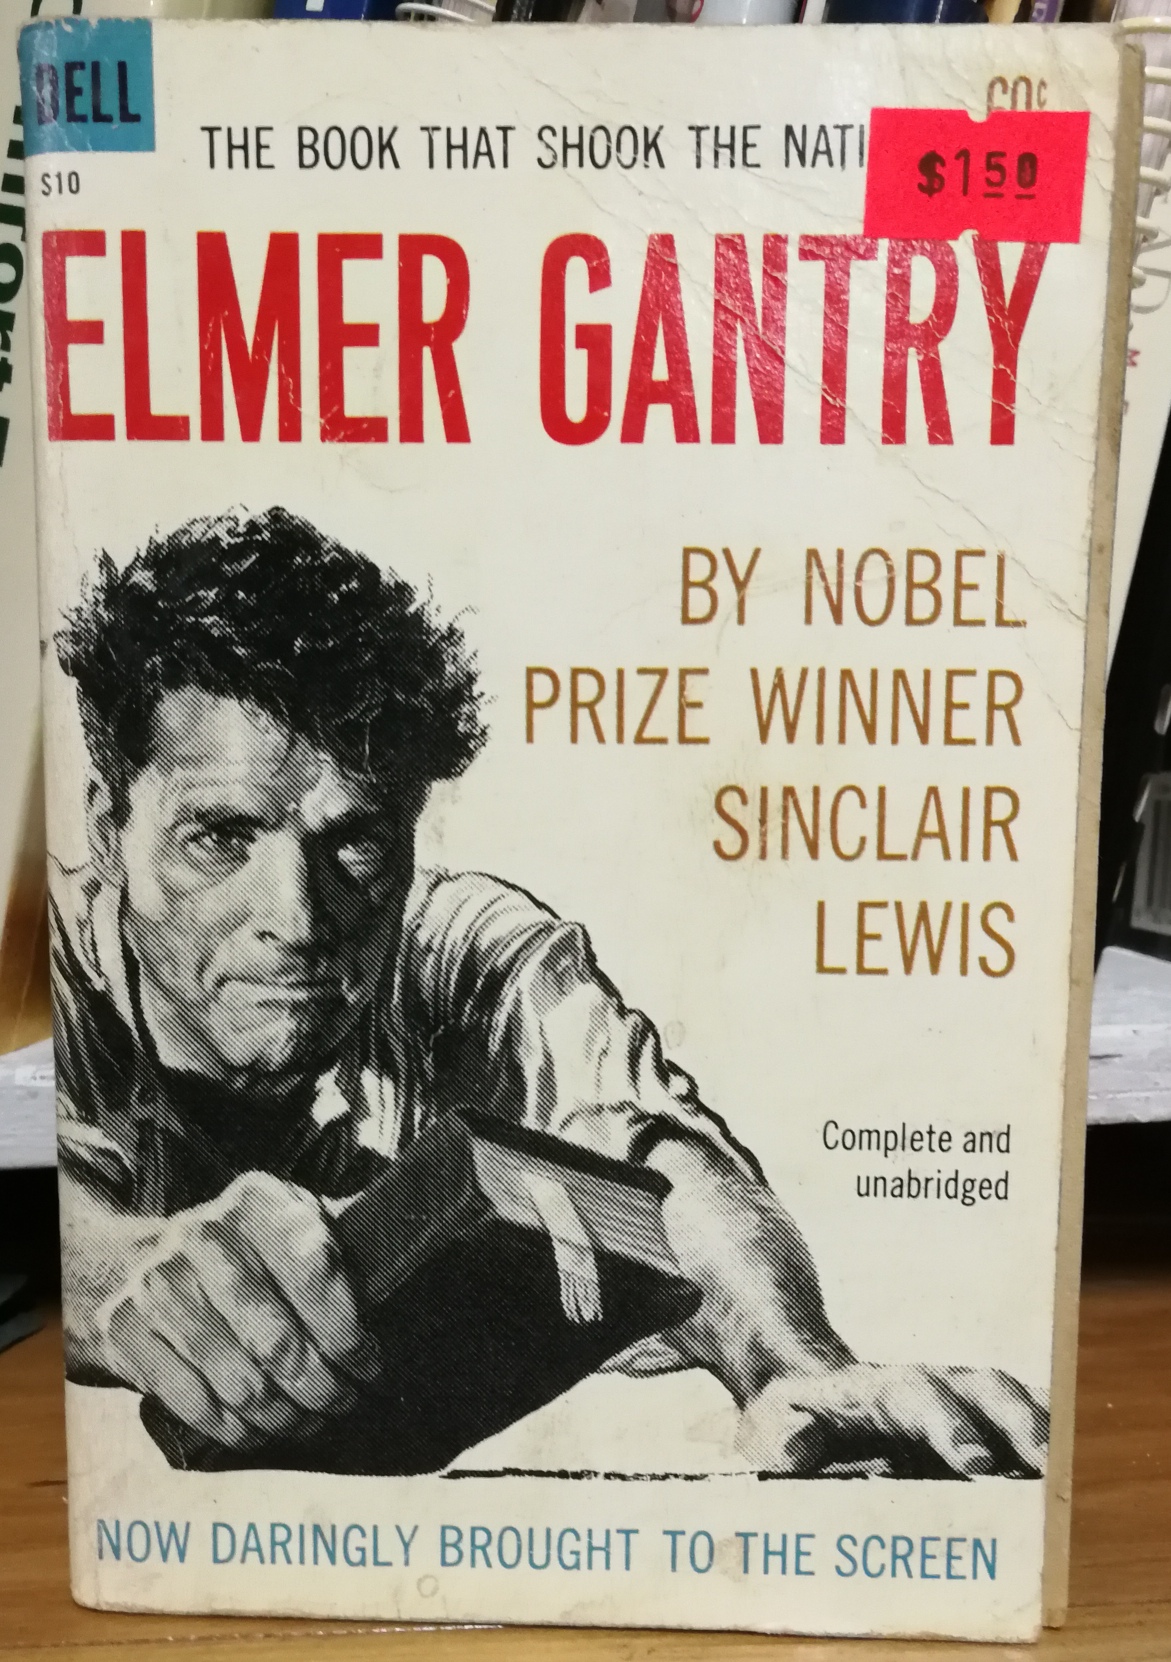 DELL
60¢
THE BOOK THAT SHOOK THE NATI
$1 50
S10
ELMER GANTRY
BY NOBEL
PRIZE WINNER
SINCLAIR
LEWIS
Complete and
unabridged
NOW DARINGLY BROUGHT TO THE SCREEN